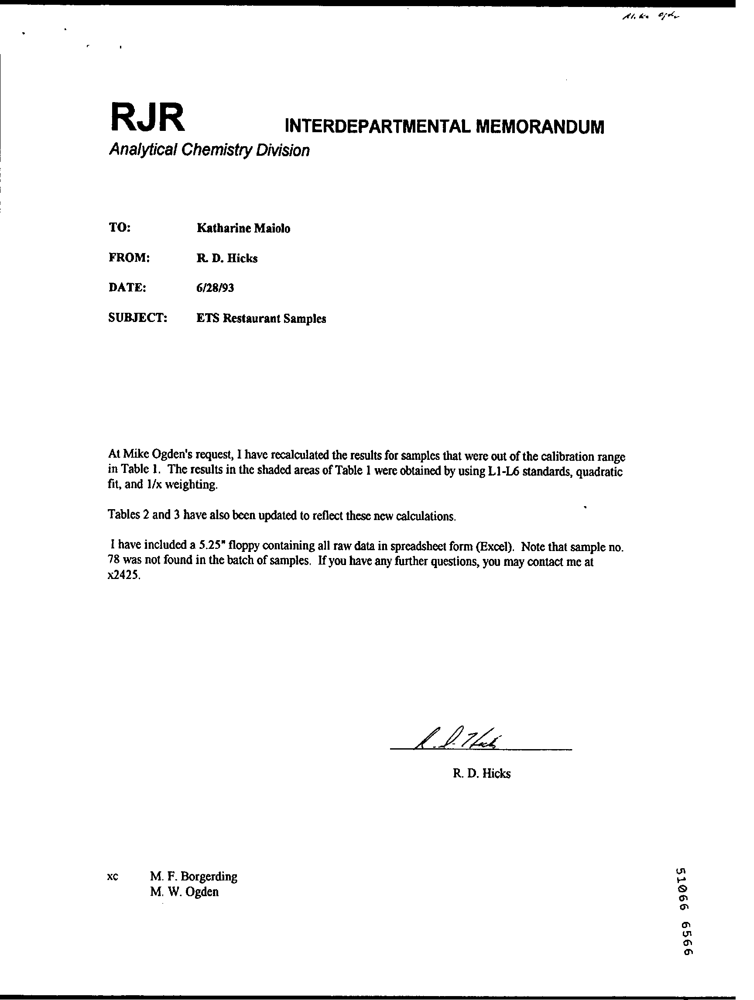 Mike Ogden
RJR
INTERDEPARTMENTAL MEMORANDUM
Analytical Chemistry Division
TO: Katharine Maiolo
FROM: R. D. Hicks
DATE: 6/28/93
SUBJECT: ETS Restaurant Samples
At Mike Ogden's request, I have recalculated the results for samples that were out of the calibration range
in Table 1. The results in the shaded areas of Table 1 were obtained by using L1-L6 standards, quadratic
fit, and 1/x weighting.
Tables 2 and 3 have also been updated to reflect these new calculations.
I have included a 5.25" floppy containing all raw data in spreadsheet form (Excel). Note that sample no.
78 was not found in the batch of samples. If you have any further questions, you may contact me at
x2425.
R. D. Hicks
R. D. Hicks
xc M. F. Borgerding
M. W. Ogden
51066 6566